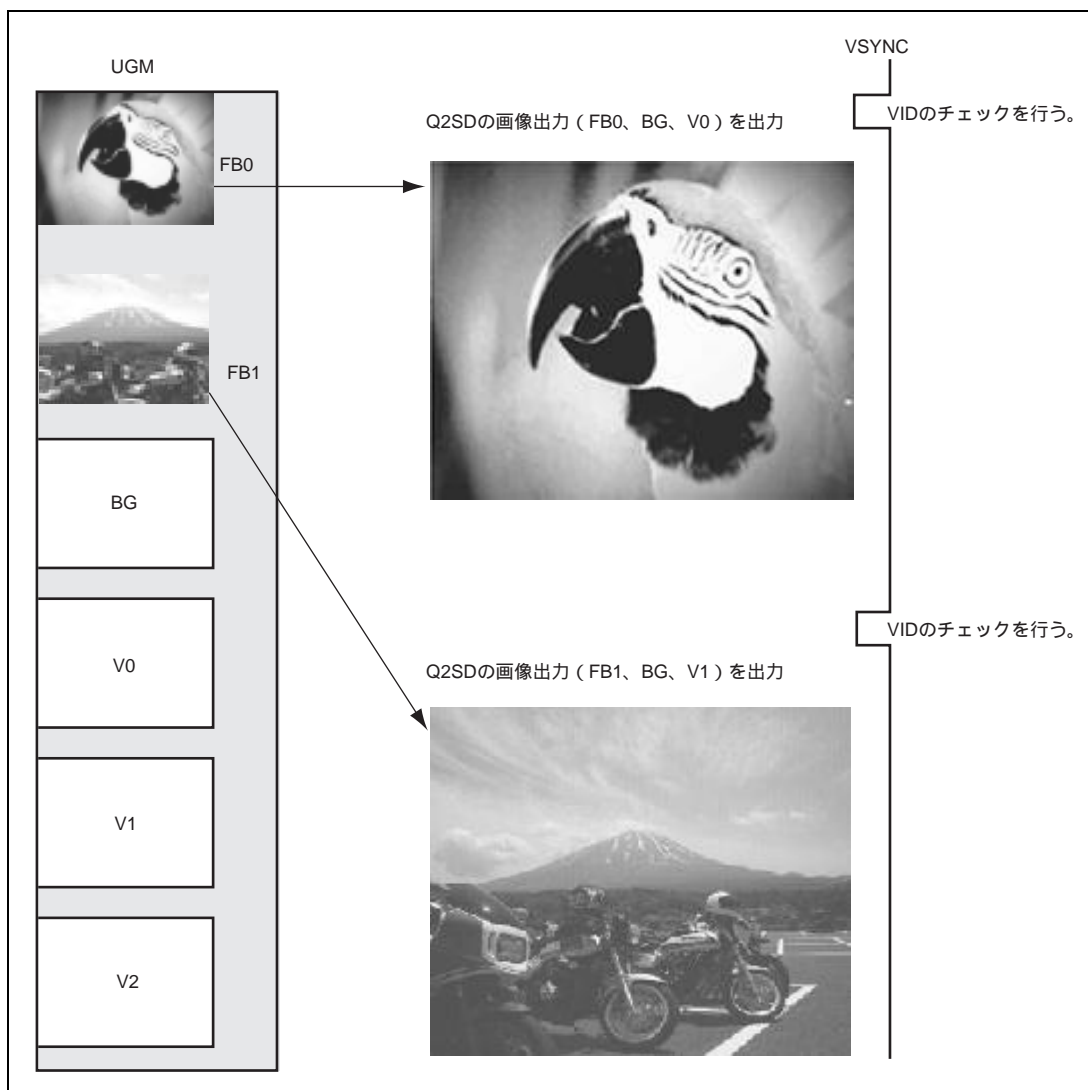 UGM
FB0
FB1
BG
V0
V1
V2
Q2SDの画像出力（FB0、BG、V0）を出力
Q2SDの画像出力（FB1、BG、V1）を出力
VSYNC
VIDのチェックを行う。
VIDのチェックを行う。